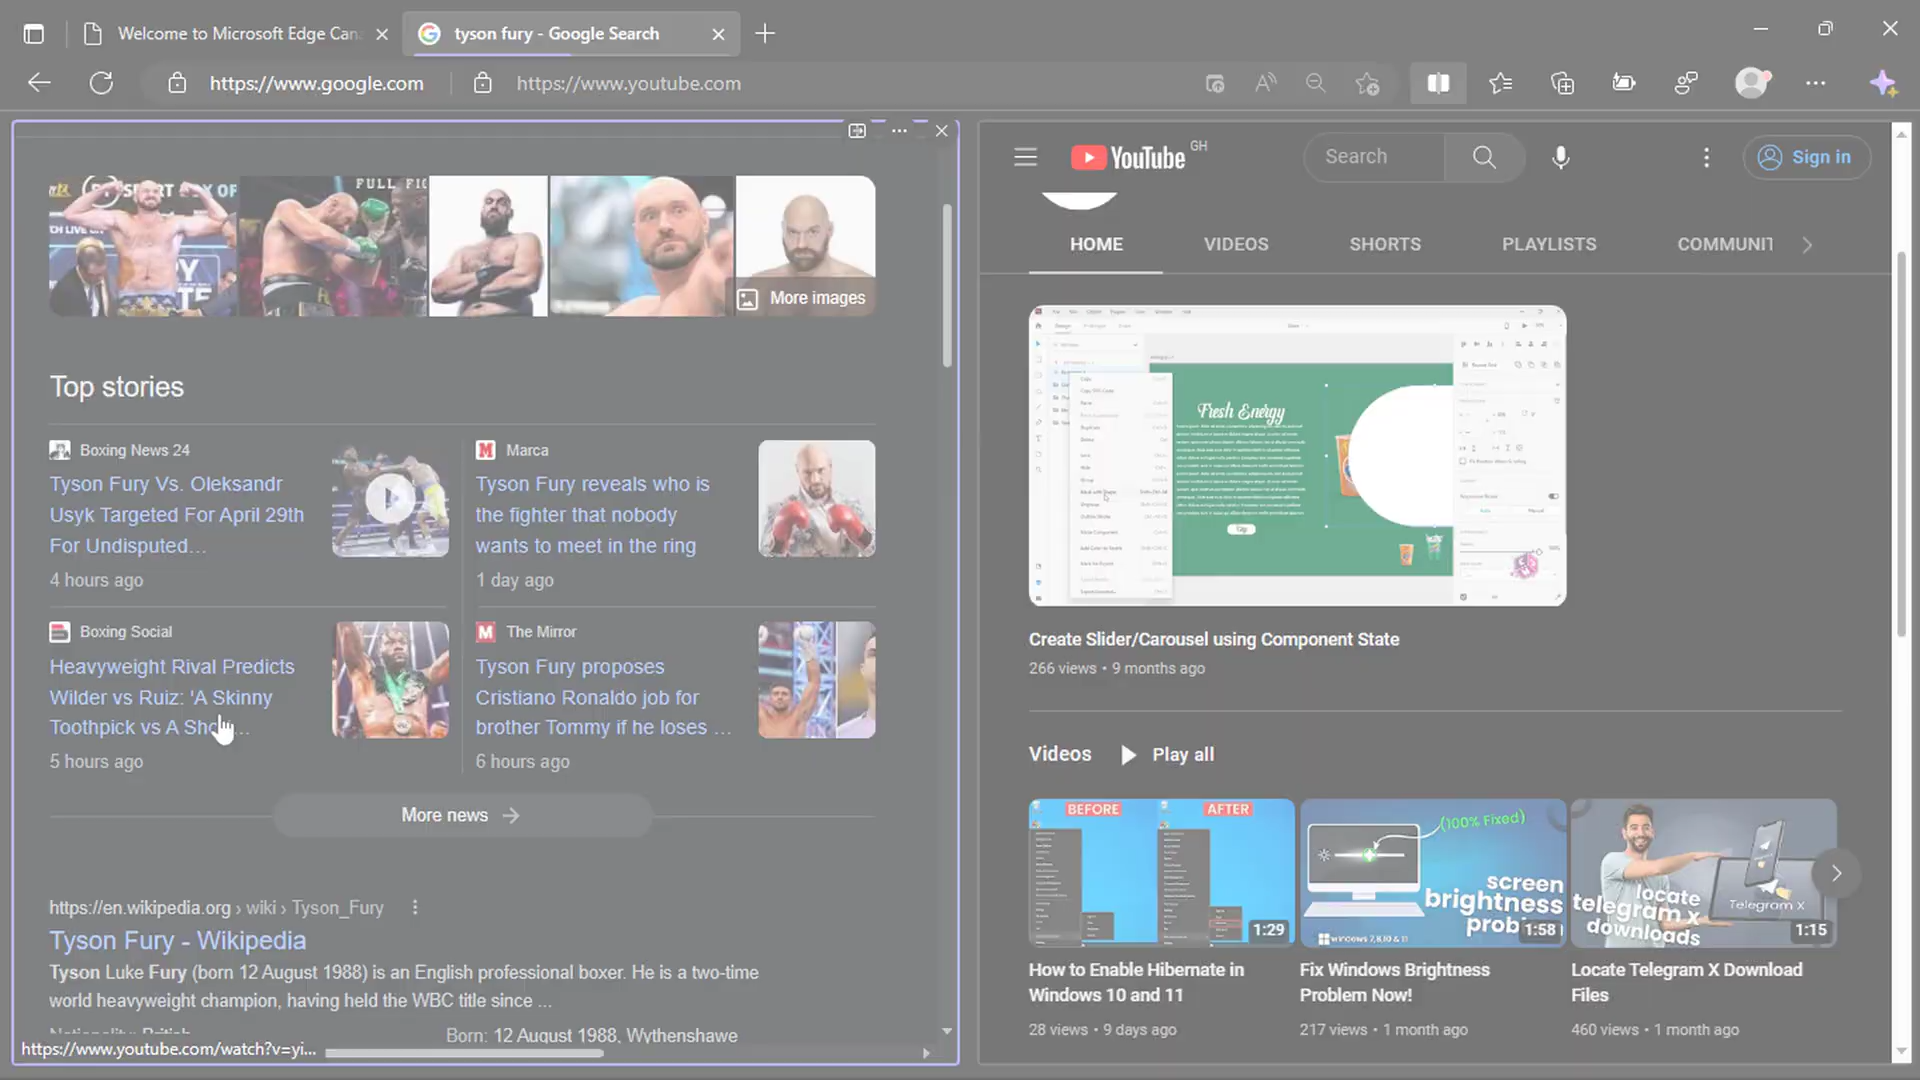 Welcome to Microsoft Edge Can
tyson fury - Google Search
https://www.google.com
https://www.youtube.com
More images
Top stories
Boxing News 24
Tyson Fury Vs. Oleksandr
Usyk Targeted For April 29th
For Undisputed...
4 hours ago
Marca
Tyson Fury reveals who is
the fighter that nobody
wants to meet in the ring
1 day ago
Boxing Social
Heavyweight Rival Predicts
Wilder vs Ruiz: 'A Skinny
Toothpick vs A Sho...
5 hours ago
The Mirror
Tyson Fury proposes
Cristiano Ronaldo job for
brother Tommy if he loses ...
6 hours ago
More news
https://en.wikipedia.org › wiki › Tyson_Fury
Tyson Fury - Wikipedia
Tyson Luke Fury (born 12 August 1988) is an English professional boxer. He is a two-time
world heavyweight champion, having held the WBC title since ...
Nationality: British
Born: 12 August 1988, Wythenshawe
https://www.youtube.com/watch?v=yi...
YouTube GH
Search
Sign in
HOME
VIDEOS
SHORTS
PLAYLISTS
COMMUNIT
Fresh Energy
Create Slider/Carousel using Component State
266 views • 9 months ago
Videos
Play all
BEFORE
AFTER
1:29
(100% Fixed)
screen
brightness
windows 7,8,10 & 11
1:58
locate
telegram x
downloads
Telegram X
1:15
How to Enable Hibernate in
Windows 10 and 11
28 views • 9 days ago
Fix Windows Brightness
Problem Now!
217 views • 1 month ago
Locate Telegram X Download
Files
460 views • 1 month ago